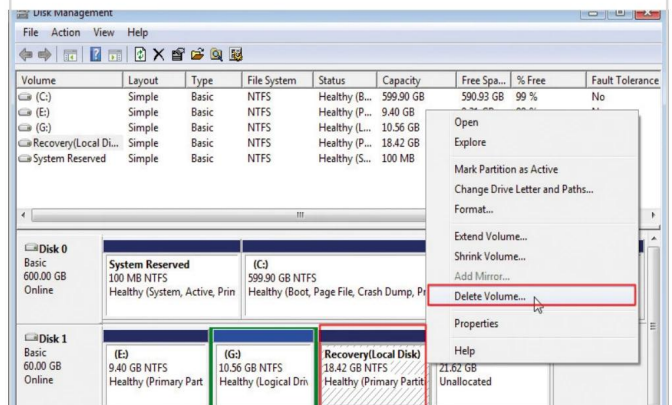 Disk Management
File Action View Help
Volume Layout Type File System Status Capacity Free Spa... % Free Fault Tolerance
(C:) Simple Basic NTFS Healthy (B... 599.90 GB 590.93 GB 99 % No
(E:) Simple Basic NTFS Healthy (P... 9.40 GB
(G:) Simple Basic NTFS Healthy (L... 10.56 GB
Recovery(Local Di... Simple Basic NTFS Healthy (P... 18.42 GB
System Reserved Simple Basic NTFS Healthy (S... 100 MB
Open
Explore
Mark Partition as Active
Change Drive Letter and Paths...
Format...
Extend Volume...
Shrink Volume...
Add Mirror...
Delete Volume...
Properties
Help
Disk 0
Basic
600.00 GB
Online
System Reserved
100 MB NTFS
Healthy (System, Active, Prin
(C:)
599.90 GB NTFS
Healthy (Boot, Page File, Crash Dump, Pr
Disk 1
Basic
60.00 GB
Online
(E:)
9.40 GB NTFS
Healthy (Primary Part
(G:)
10.56 GB NTFS
Healthy (Logical Driv
Recovery(Local Disk)
18.42 GB NTFS
Healthy (Primary Partit
21.62 GB
Unallocated